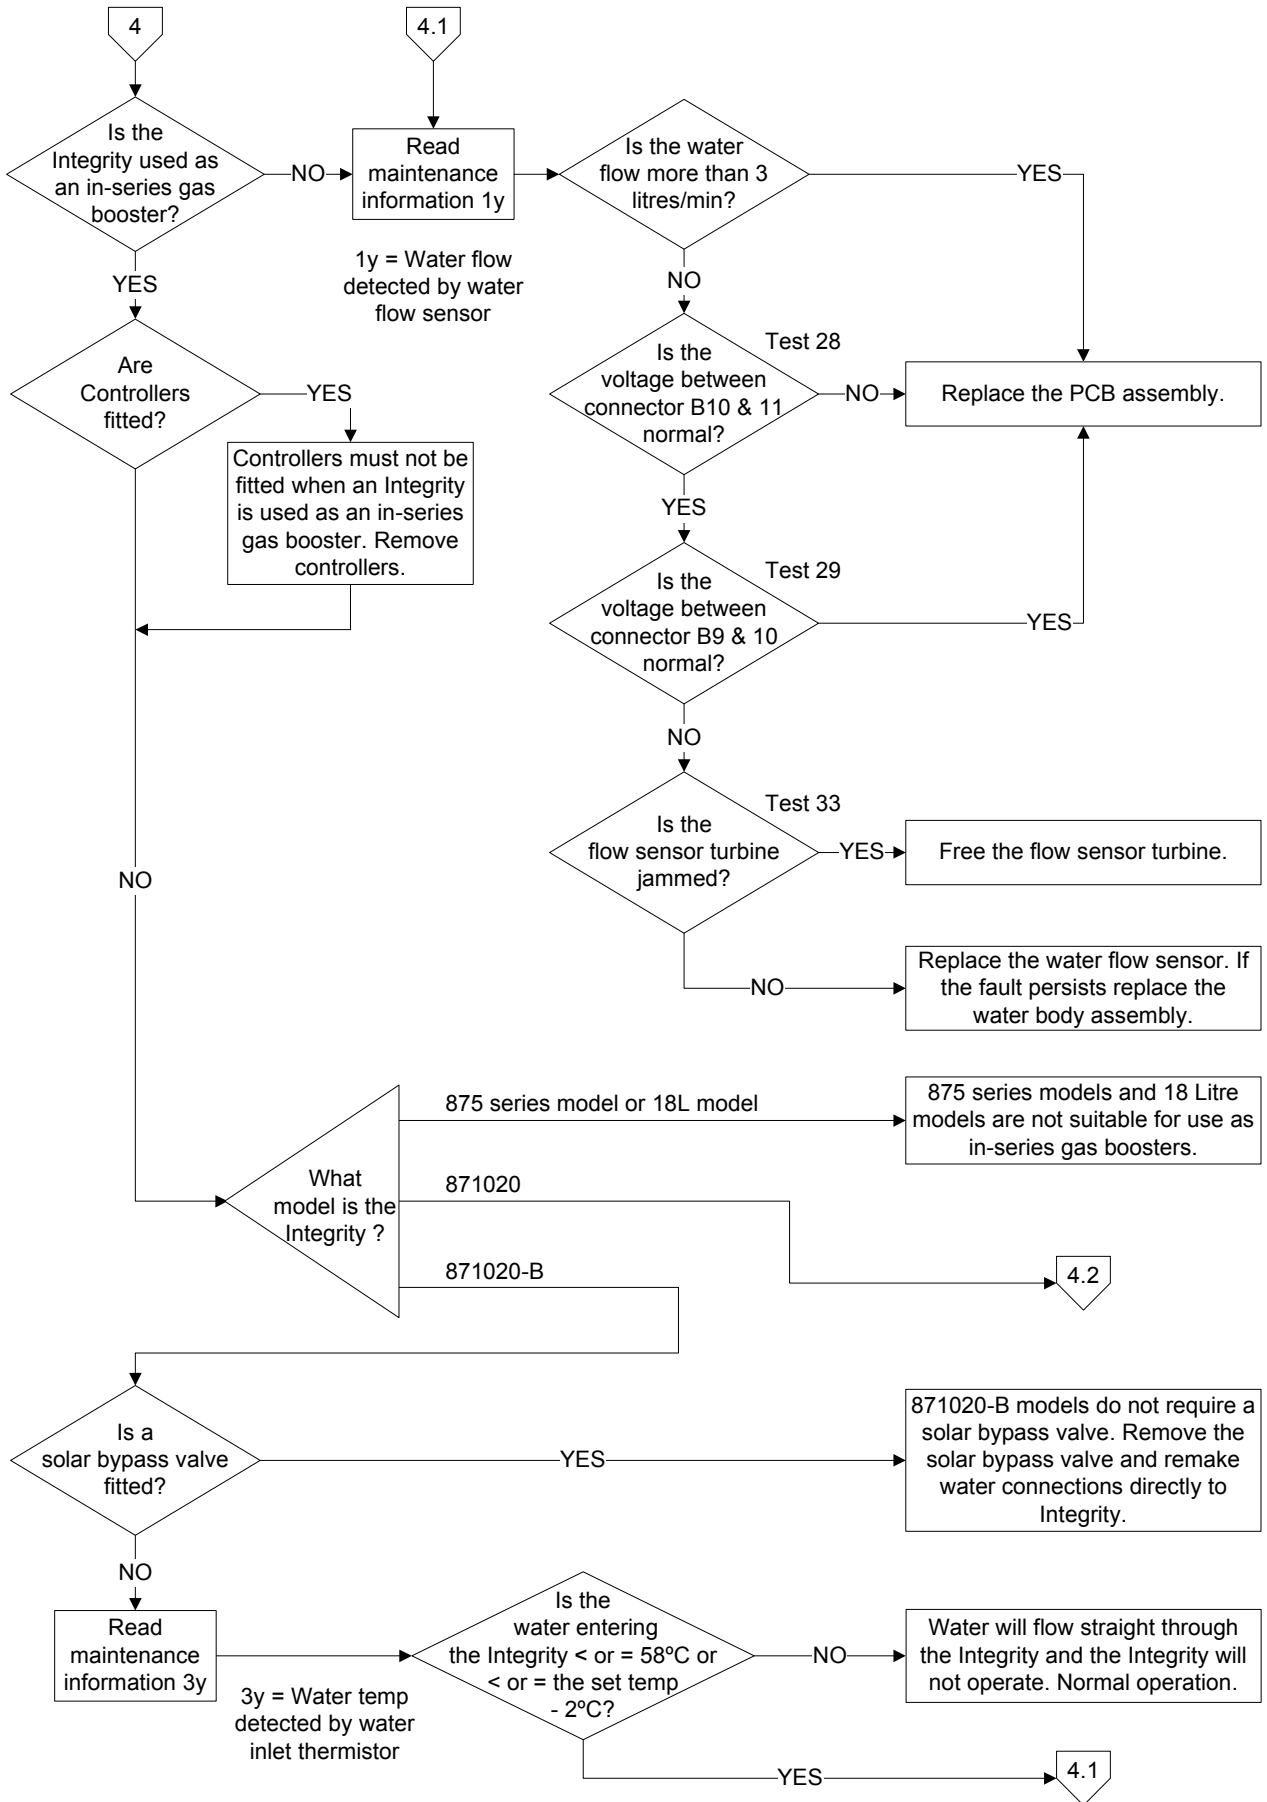 4
4.1
Is the
Integrity used as
an in-series gas
booster?
NO
Read
maintenance
information 1y
Is the water
flow more than 3
litres/min?
YES
1y = Water flow
detected by water
flow sensor
YES
NO
Are
Controllers
fitted?
YES
Test 28
Is the
voltage between
connector B10 & 11
normal?
NO
Replace the PCB assembly.
Controllers must not be
fitted when an Integrity
is used as an in-series
gas booster. Remove
controllers.
YES
Test 29
Is the
voltage between
connector B9 & 10
normal?
YES
NO
Test 33
Is the
flow sensor turbine
jammed?
YES
Free the flow sensor turbine.
NO
NO
Replace the water flow sensor. If
the fault persists replace the
water body assembly.
What
model is the
Integrity ?
875 series model or 18L model
875 series models and 18 Litre
models are not suitable for use as
in-series gas boosters.
871020
4.2
871020-B
Is a
solar bypass valve
fitted?
YES
871020-B models do not require a
solar bypass valve. Remove the
solar bypass valve and remake
water connections directly to
Integrity.
NO
Read
maintenance
information 3y
3y = Water temp
detected by water
inlet thermistor
Is the
water entering
the Integrity < or = 58ºC or
< or = the set temp
- 2ºC?
NO
Water will flow straight through
the Integrity and the Integrity will
not operate. Normal operation.
YES
4.1